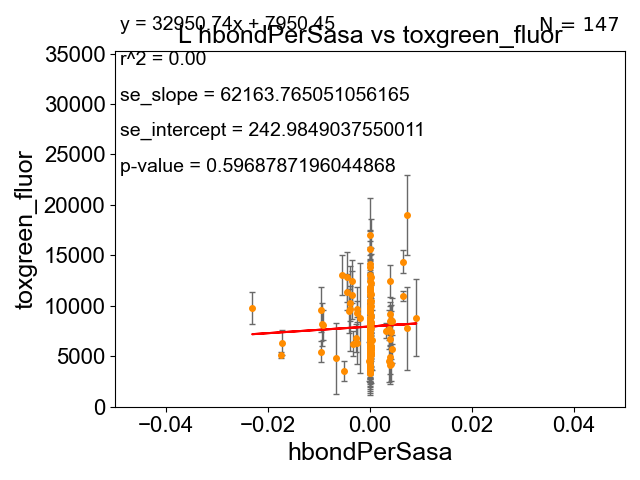 y = 32950.74x + 7950.45
N = 147
L hbondPerSasa vs toxgreen_fluor
r^2 = 0.00
se_slope = 62163.765051056165
se_intercept = 242.9849037550011
p-value = 0.5968787196044868
35000
30000
25000
20000
15000
10000
5000
0
toxgreen_fluor
−0.04
−0.02
0.00
0.02
0.04
hbondPerSasa